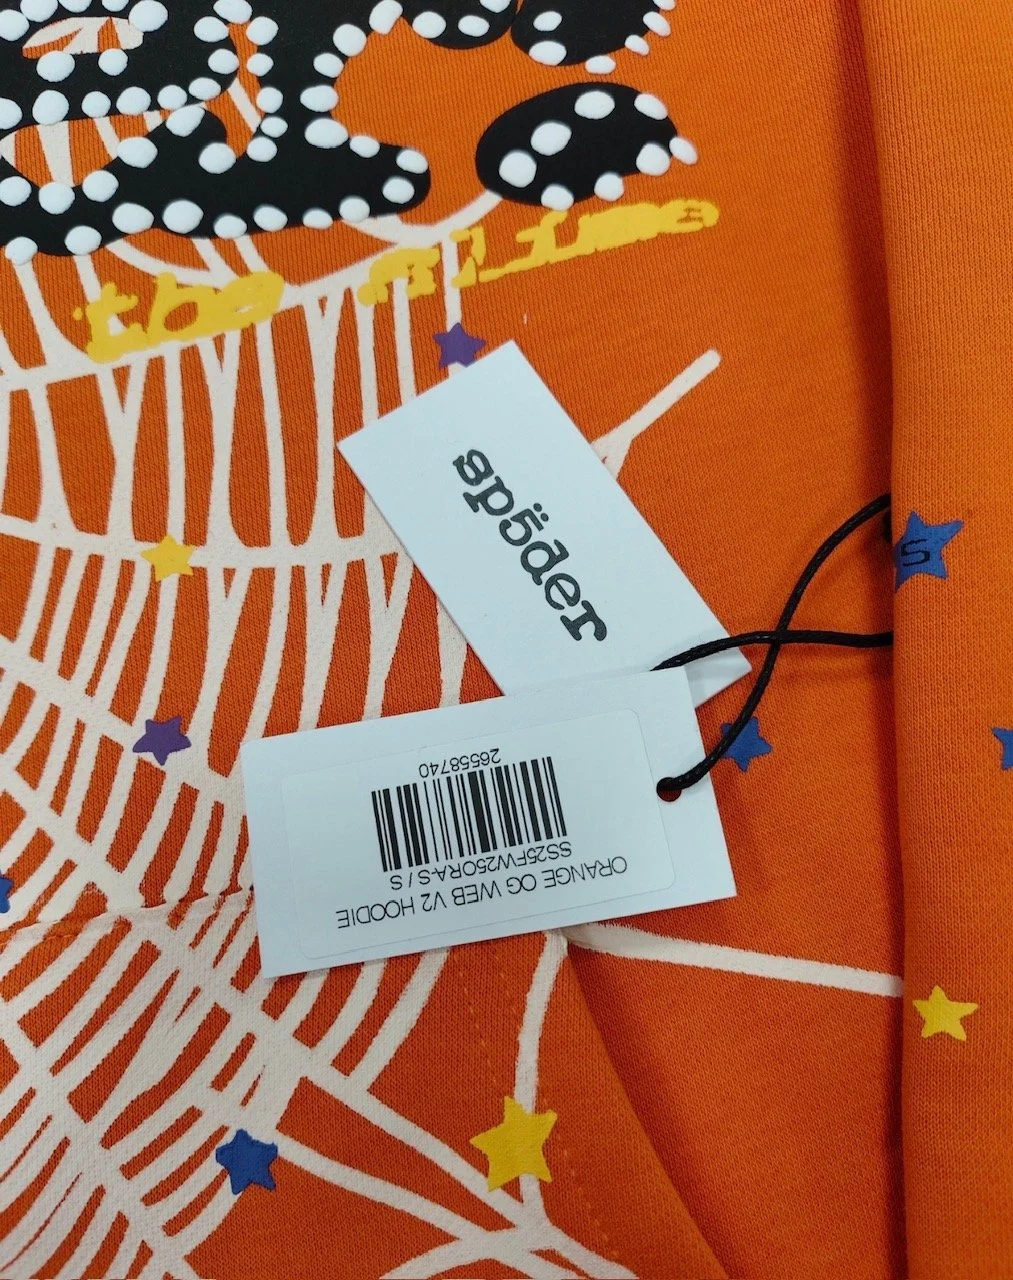 the slime
sp5der
S
ORANGE OG WEB V2 HOODIE
SS25FW25ORA-S / S
26558740